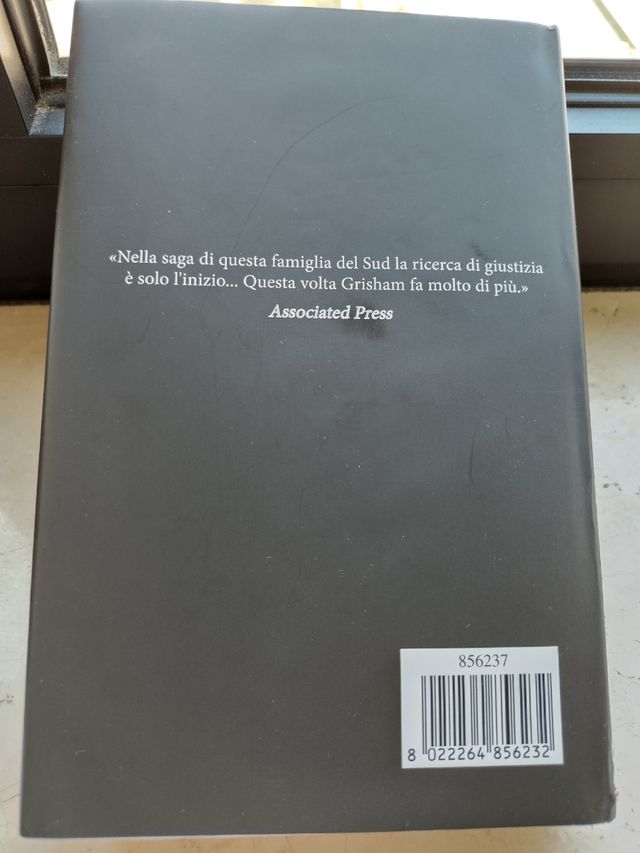 «Nella saga di questa famiglia del Sud la ricerca di giustizia
è solo l'inizio... Questa volta Grisham fa molto di più.»
Associated Press
856237
8 022264 856232